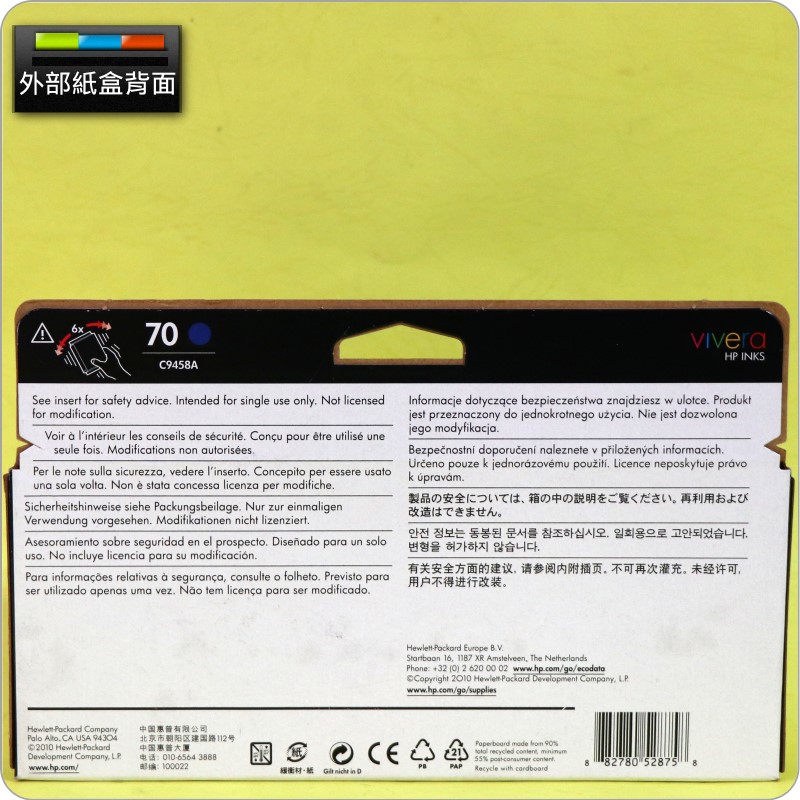 外部紙盒背面
6x
70
C9458A
vivera
HP INKS
See insert for safety advice. Intended for single use only. Not licensed
for modification.
Voir à l'intérieur les conseils de sécurité. Conçu pour être utilisé une
seule fois. Modifications non autorisées.
Per le note sulla sicurezza, vedere l'inserto. Concepito per essere usato
una sola volta. Non è stata concessa licenza per modifiche.
Sicherheitshinweise siehe Packungsbeilage. Nur zur einmaligen
Verwendung vorgesehen. Modifikationen nicht lizenziert.
Asesoramiento sobre seguridad en el prospecto. Diseñado para un solo
uso. No incluye licencia para su modificación.
Para informações relativas à segurança, consulte o folheto. Previsto para
ser utilizado apenas uma vez. Não tem licença para ser modificado.
Informacje dotyczące bezpieczeństwa znajdziesz w ulotce. Produkt
jest przeznaczony do jednokrotnego użycia. Nie jest dozwolona
jego modyfikacja.
Bezpečnostní doporučení naleznete v přiložených informacích.
Určeno pouze k jednorázovému použití. Licence neposkytuje právo
k úpravám.
製品の安全については、箱の中の説明をご覧ください。再利用および
改造はできません。
안전 정보는 동봉된 문서를 참조하십시오. 일회용으로 고안되었습니다.
변형을 허가하지 않습니다.
有关安全方面的建议, 请参阅内附插页。不可再次灌充。未经许可,
用户不得进行改装。
Hewlett-Packard Europe B.V.
Startbaan 16, 1187 XR Amstelveen, The Netherlands
Phone: +32 (0) 2 620 00 02 www.hp.com/go/ecodata
©Copyright 2010 Hewlett-Packard Development Company, L.P.
www.hp.com/go/supplies
Hewlett-Packard Company
Palo Alto, CA USA 94304
©2010 Hewlett-Packard
Development Company, L.P.
www.hp.com/
中国惠普有限公司
北京市朝阳区建国路112号
中国惠普大厦
电话: 010-6564 3888
邮编: 100022
紙
緩衝材・紙
Gilt nicht in D
CE
PB
21
PAP
Paperboard made from 90%
total recycled content, minimum
55% post-consumer content.
Recycle with cardboard
8 82780 52875 8